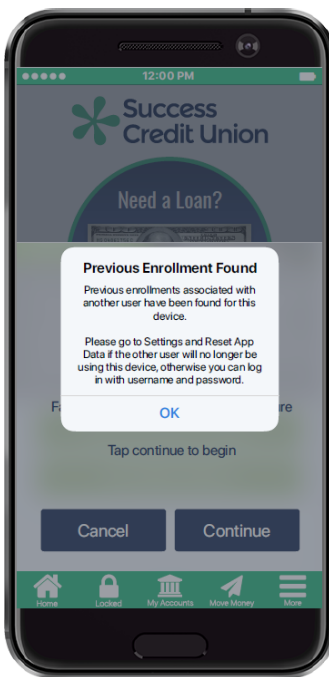 12:00 PM
Success
Credit Union
Need a Loan?
Previous Enrollment Found
Previous enrollments associated with
another user have been found for this
device.
Please go to Settings and Reset App
Data if the other user will no longer be
using this device, otherwise you can log
in with username and password.
OK
Tap continue to begin
Cancel
Continue
Home
Locked
My Accounts
Move Money
More